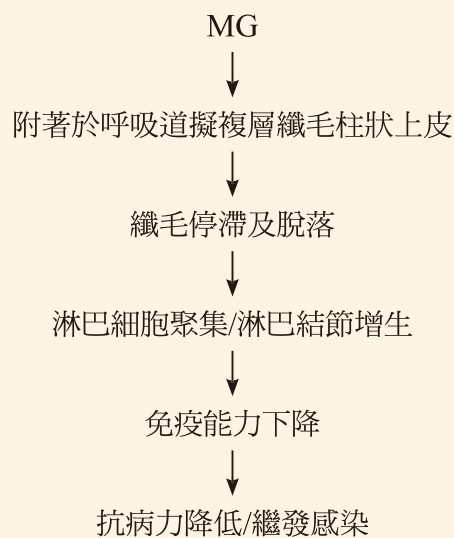 MG
附著於呼吸道擬複層纖毛柱狀上皮
纖毛停滯及脫落
淋巴細胞聚集/淋巴結節增生
免疫能力下降
抗病力降低/繼發感染